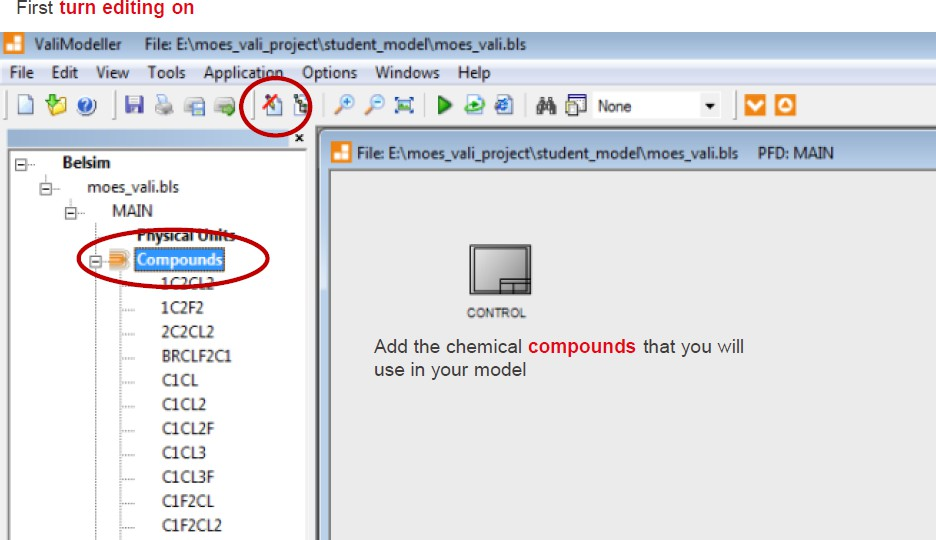 First turn editing on
ValiModeller File: E:\moes_vali_project\student_model\moes_vali.bls
File Edit View Tools Application Options Windows Help
None
File: E:\moes_vali_project\student_model\moes_vali.bls PFD: MAIN
Belsim
moes_vali.bls
MAIN
Physical Units
Compounds
1C2CL2
1C2F2
2C2CL2
BRCLF2C1
C1CL
C1CL2
C1CL2F
C1CL3
C1CL3F
C1F2CL
C1F2CL2
CONTROL
Add the chemical compounds that you will
use in your model